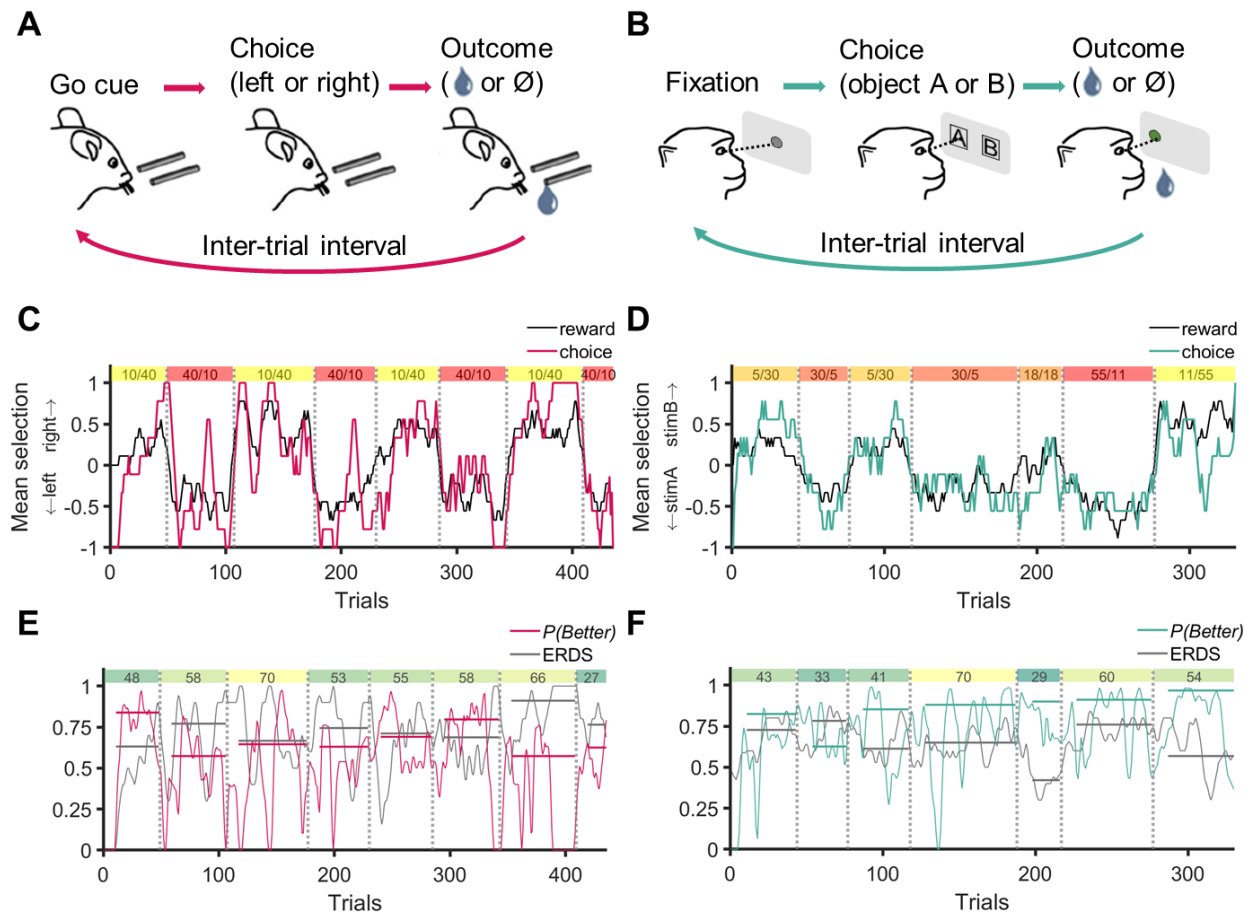 A
Go cue
Choice
(left or right)
Outcome
( or Ø)
Inter-trial interval
B
Fixation
Choice
(object A or B)
Outcome
( or Ø)
A
B
Inter-trial interval
C
reward
choice
10/40 40/10 10/40 40/10 10/40 40/10 10/40 40/10
Mean selection
←left right→
1
0.5
0
-0.5
-1
0 100 200 300 400
Trials
D
reward
choice
5/30 30/5 5/30 30/5 18/18 55/11 11/55
Mean selection
←stimA stimB→
1
0.5
0
-0.5
-1
0 100 200 300
Trials
E
P(Better)
ERDS
48 58 70 53 55 58 66 27
1
0.75
0.5
0.25
0
0 100 200 300 400
Trials
F
P(Better)
ERDS
43 33 41 70 29 60 54
1
0.75
0.5
0.25
0
0 100 200 300
Trials